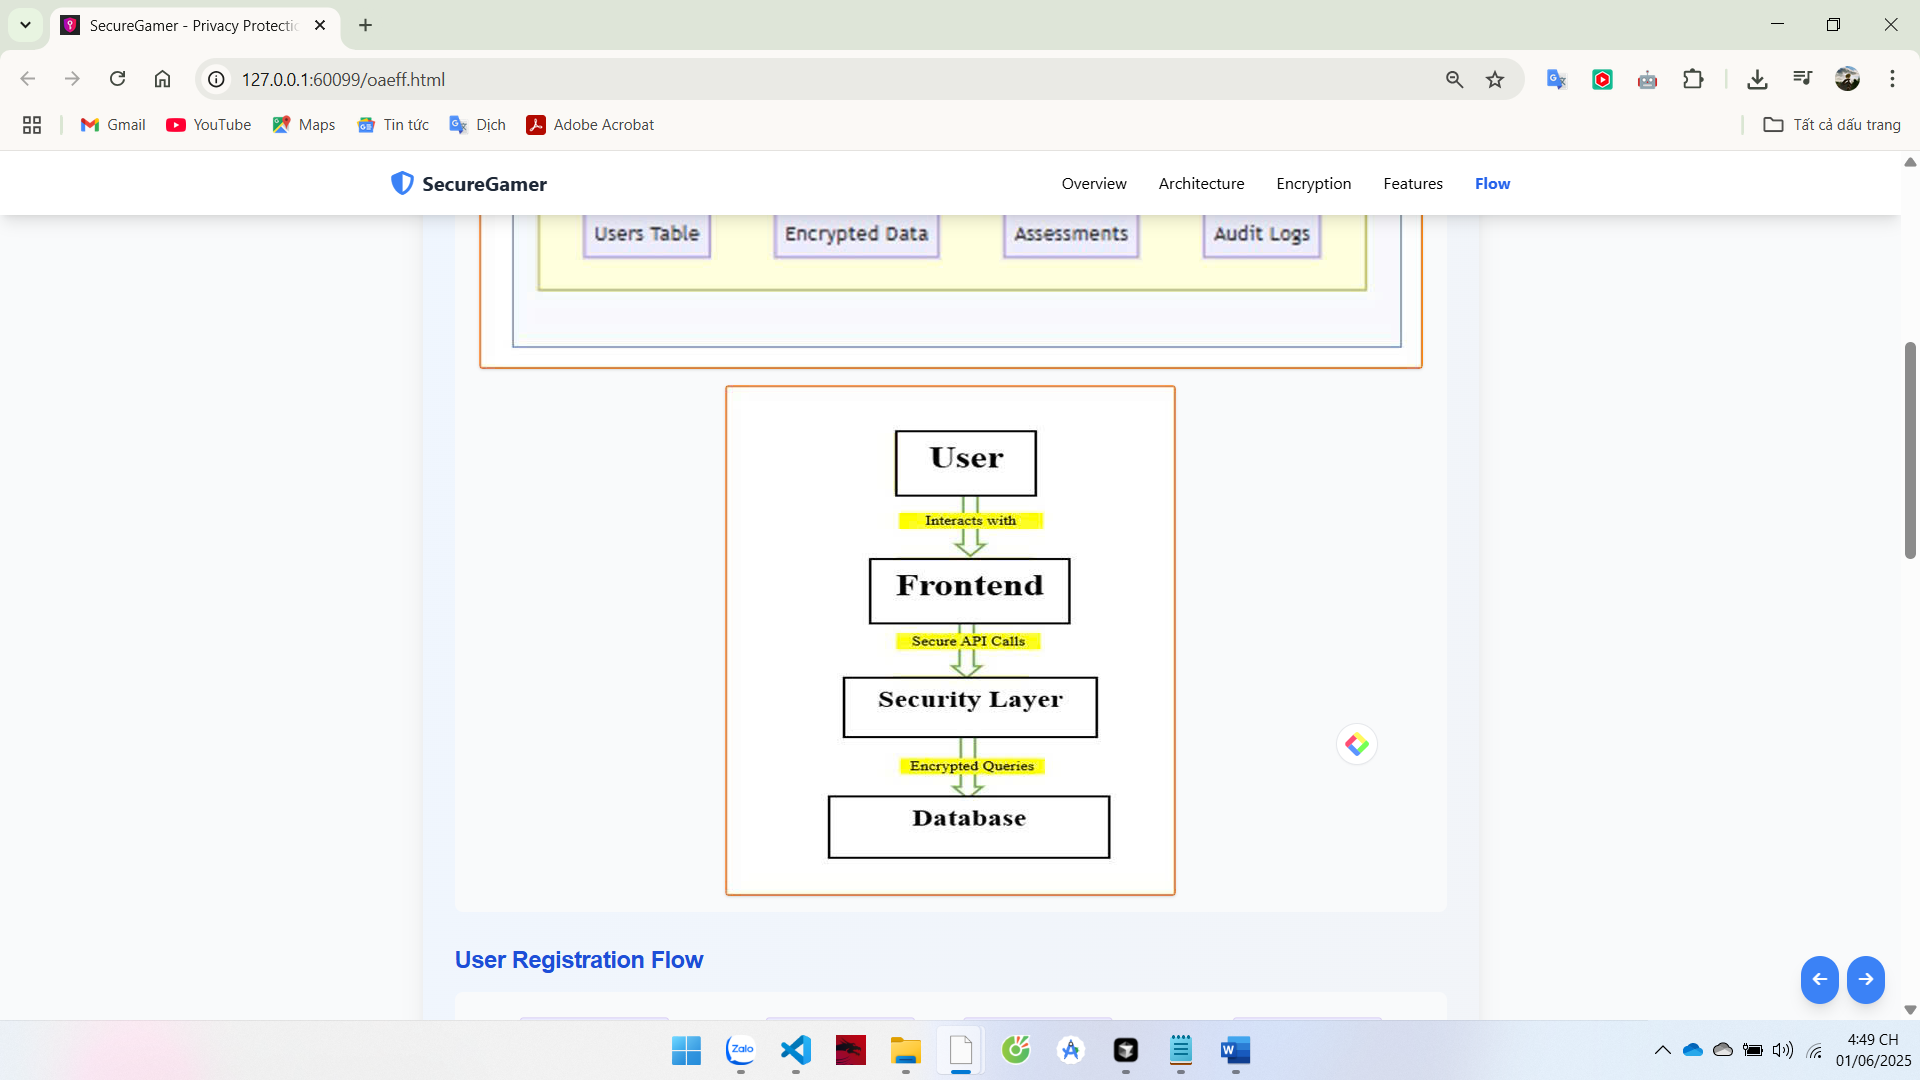 SecureGamer - Privacy Protectio
127.0.0.1:60099/oaeff.html
Gmail
YouTube
Maps
Tin tức
Dịch
Adobe Acrobat
Tất cả dấu trang
SecureGamer
Overview
Architecture
Encryption
Features
Flow
Users Table
Encrypted Data
Assessments
Audit Logs
User
Interacts with
Frontend
Secure API Calls
Security Layer
Encrypted Queries
Database
User Registration Flow
Zalo
4:49 CH
01/06/2025